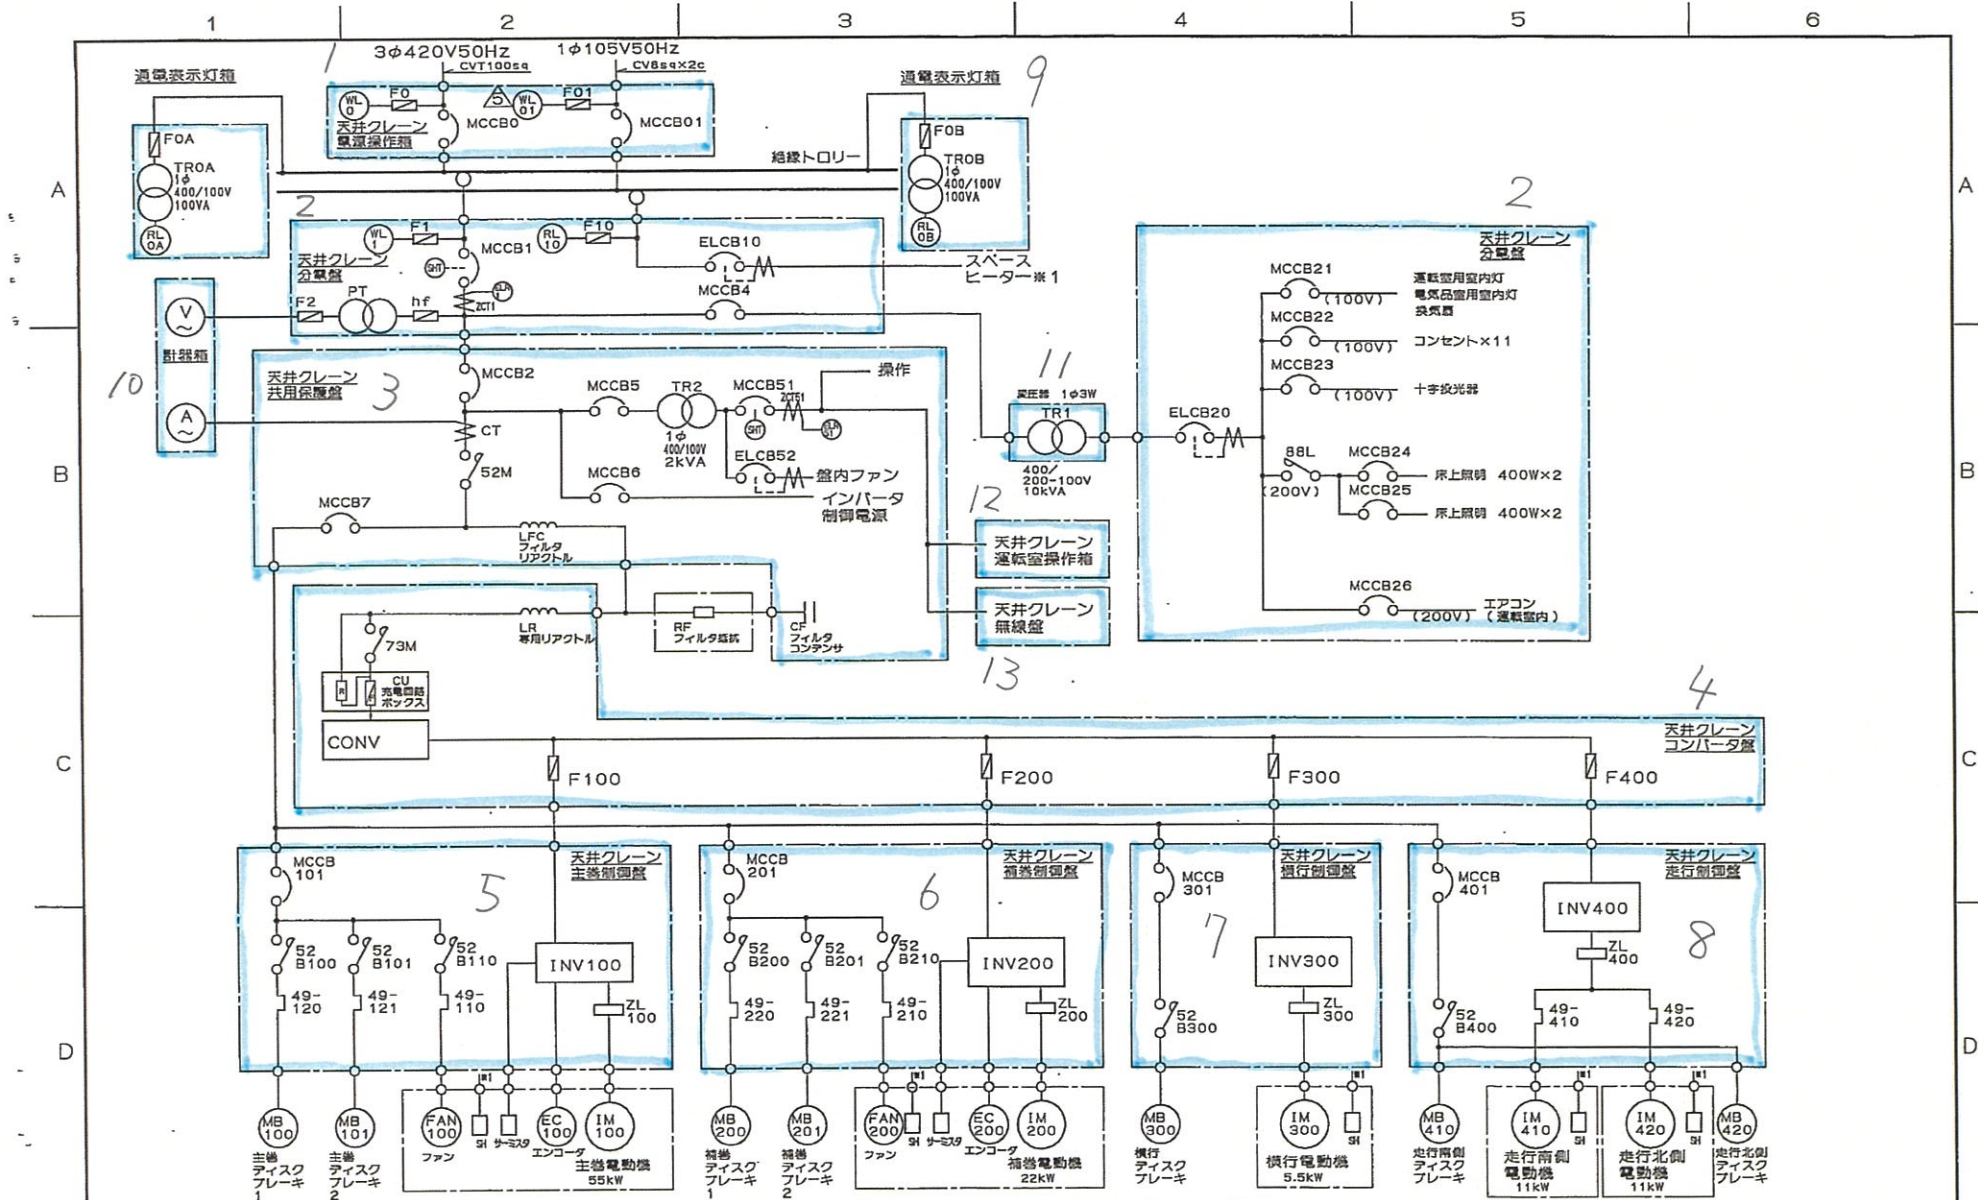 1
2
3
4
5
6
3φ420V50Hz
1φ105V50Hz
CVT100sq
CV8sq×2c
1
9
通電表示灯箱
F0A
TR0A
1φ
400/100V
100VA
RL
0A
WL
0
F0
5
WL
01
F01
MCCB0
MCCB01
天井クレーン
電源操作箱
通電表示灯箱
F0B
TR0B
1φ
400/100V
100VA
RL
0B
絶縁トロリー
A
A
2
WL
1
F1
MCCB1
RL
10
F10
ELCB10
天井クレーン
分電盤
SHT
ELR
1
ZCT1
スペース
ヒーター※1
MCCB4
F2
PT
hf
V
~
計器箱
A
~
10
2
天井クレーン
分電盤
MCCB21
(100V)
運転室用室内灯
電気品室用室内灯
換気扇
MCCB22
(100V)
コンセント×11
MCCB23
(100V)
十字投光器
ELCB20
88L
(200V)
MCCB24
床上照明 400W×2
MCCB25
床上照明 400W×2
MCCB26
(200V)
エアコン
(運転室内)
天井クレーン
共用保護盤
3
MCCB2
MCCB5
TR2
1φ
400/100V
2kVA
MCCB51
ZCT51
SHT
ELR
51
操作
CT
ELCB52
盤内ファン
52M
MCCB6
インバータ
制御電源
MCCB7
LFC
フィルタ
リアクトル
11
変圧器 1φ3W
TR1
400/
200-100V
10kVA
12
天井クレーン
運転室操作箱
天井クレーン
無線盤
13
B
B
LR
専用リアクトル
RF
フィルタ抵抗
CF
フィルタ
コンデンサ
73M
R
CU
充電回路
ボックス
CONV
4
天井クレーン
コンバータ盤
C
C
F100
F200
F300
F400
MCCB
101
天井クレーン
主巻制御盤
5
52
B100
52
B101
52
B110
INV100
49-
120
49-
121
49-
110
ZL
100
MCCB
201
天井クレーン
補巻制御盤
6
52
B200
52
B201
52
B210
INV200
49-
220
49-
221
49-
210
ZL
200
MCCB
301
天井クレーン
横行制御盤
7
INV300
ZL
300
52
B300
MCCB
401
天井クレーン
走行制御盤
8
INV400
ZL
400
52
B400
49-
410
49-
420
D
D
MB
100
主巻
ディスク
ブレーキ
1
MB
101
主巻
ディスク
ブレーキ
2
FAN
100
ファン
※1
SH
サーミスタ
EC
100
エンコーダ
IM
100
主巻電動機
55kW
MB
200
補巻
ディスク
ブレーキ
1
MB
201
補巻
ディスク
ブレーキ
2
FAN
200
ファン
※1
SH
サーミスタ
EC
200
エンコーダ
IM
200
補巻電動機
22kW
MB
300
横行
ディスク
ブレーキ
IM
300
※1
SH
横行電動機
5.5kW
MB
410
走行南側
ディスク
ブレーキ
IM
410
※1
SH
走行南側
電動機
11kW
IM
420
※1
SH
走行北側
電動機
11kW
MB
420
走行北側
ディスク
ブレーキ